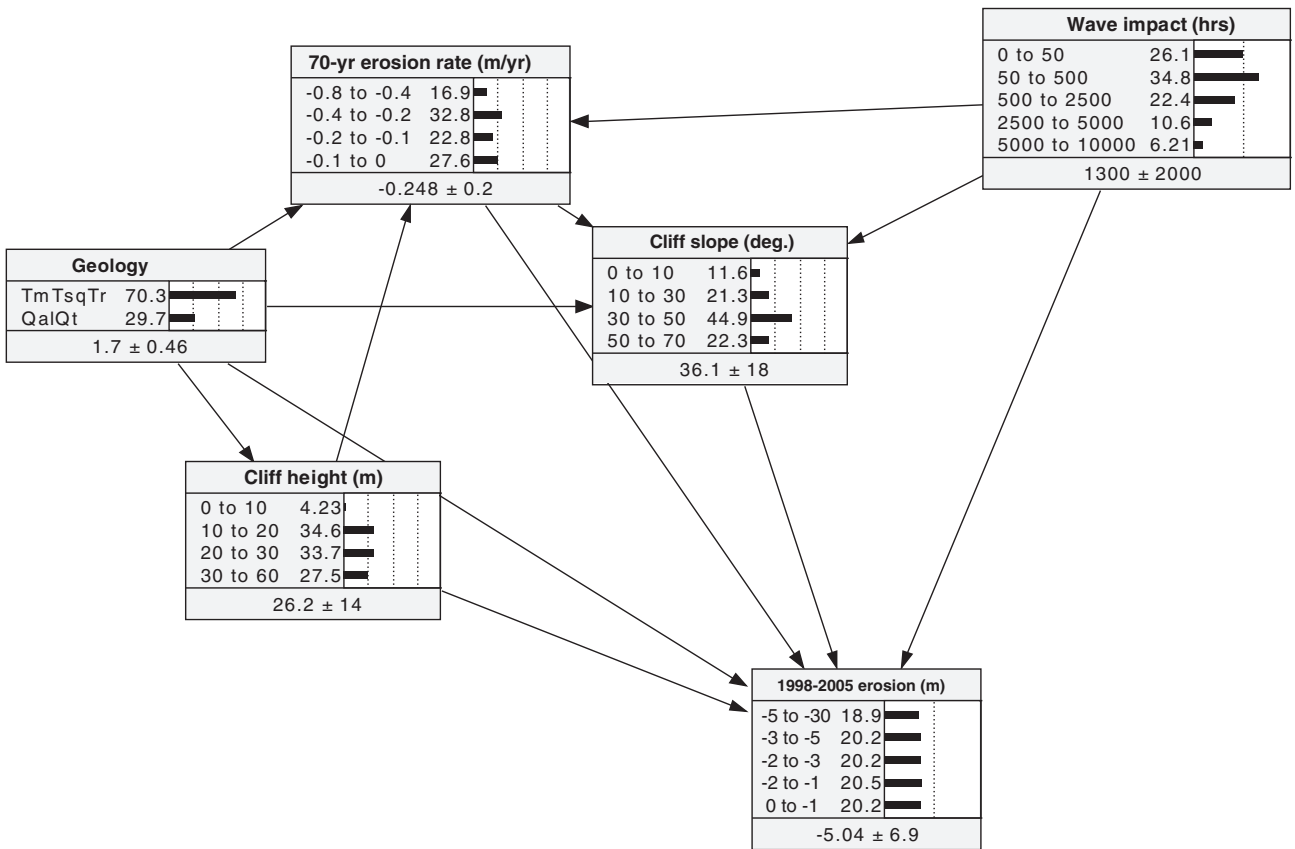 Wave impact (hrs)
0 to 50 26.1
50 to 500 34.8
500 to 2500 22.4
2500 to 5000 10.6
5000 to 10000 6.21
1300 ± 2000
70-yr erosion rate (m/yr)
-0.8 to -0.4 16.9
-0.4 to -0.2 32.8
-0.2 to -0.1 22.8
-0.1 to 0 27.6
-0.248 ± 0.2
Cliff slope (deg.)
0 to 10 11.6
10 to 30 21.3
30 to 50 44.9
50 to 70 22.3
36.1 ± 18
Geology
TmTsqTr 70.3
QalQt 29.7
1.7 ± 0.46
Cliff height (m)
0 to 10 4.23
10 to 20 34.6
20 to 30 33.7
30 to 60 27.5
26.2 ± 14
1998-2005 erosion (m)
-5 to -30 18.9
-3 to -5 20.2
-2 to -3 20.2
-2 to -1 20.5
0 to -1 20.2
-5.04 ± 6.9